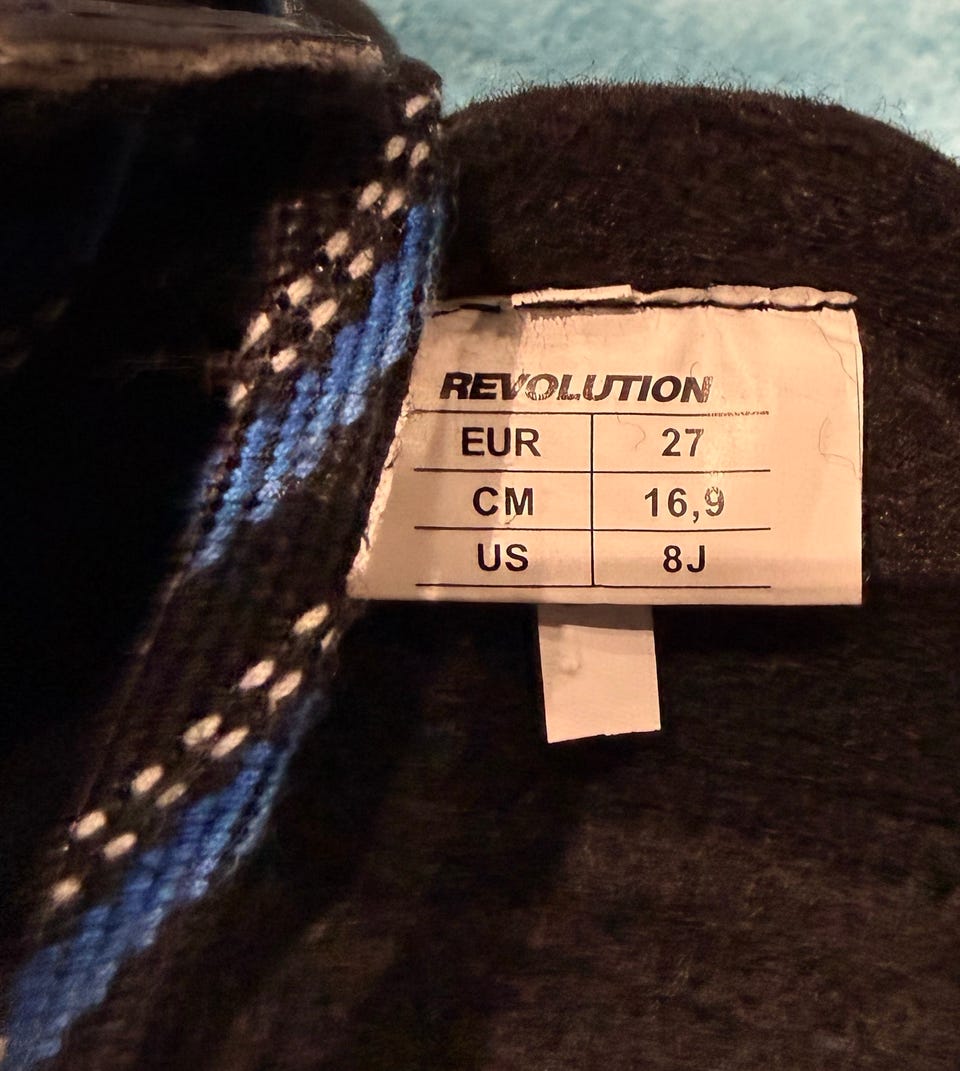 REVOLUTION
EUR 27
CM 16,9
US 8J